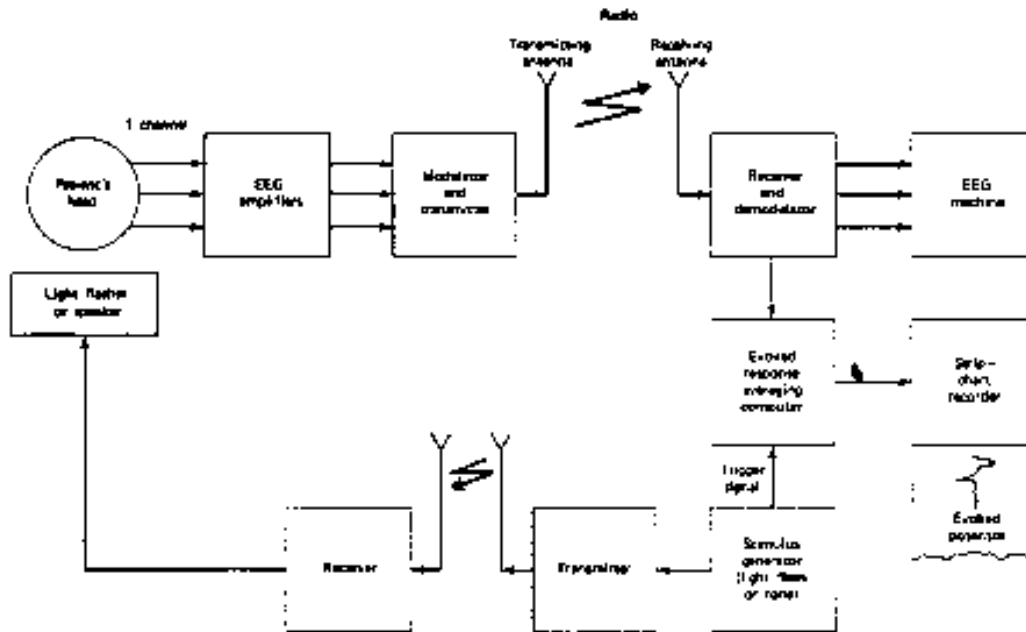 Radio
Transmitting
antenna
Receiving
antenna
1 channel
Patient's
head
EEG
amplifiers
Modulator
and
transmitter
Receiver
and
demodulator
EEG
machine
Light flasher
or speaker
Evoked
response
averaging
computer
Strip-
chart
recorder
Trigger
signal
Evoked
potential
Receiver
Transmitter
Stimulus
generator
(light flash
or tone)